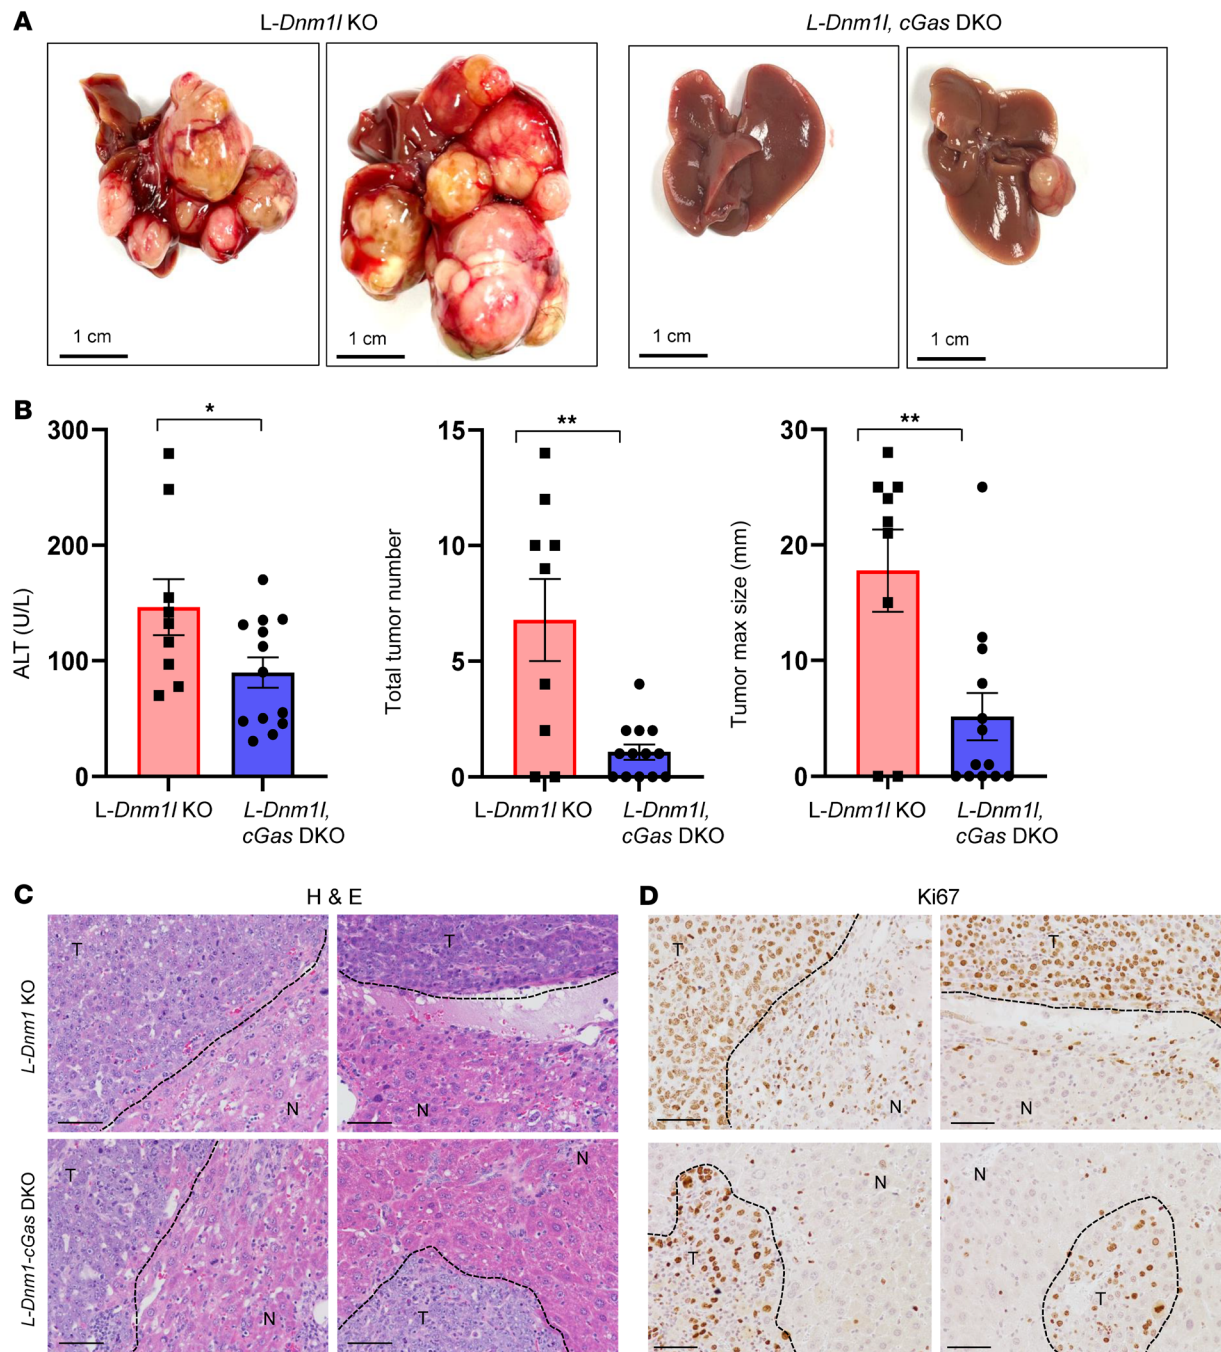 A
L-Dnm1l KO
L-Dnm1l, cGas DKO
1 cm
1 cm
1 cm
1 cm
B
*
300
200
100
0
ALT (U/L)
L-Dnm1l KO
L-Dnm1l,
cGas DKO
**
15
10
5
0
Total tumor number
L-Dnm1l KO
L-Dnm1l,
cGas DKO
**
30
20
10
0
Tumor max size (mm)
L-Dnm1l KO
L-Dnm1l,
cGas DKO
C
H & E
L-Dnm1 KO
T
N
T
N
L-Dnm1-cGas DKO
T
N
N
T
D
Ki67
T
N
T
N
N
T
N
T